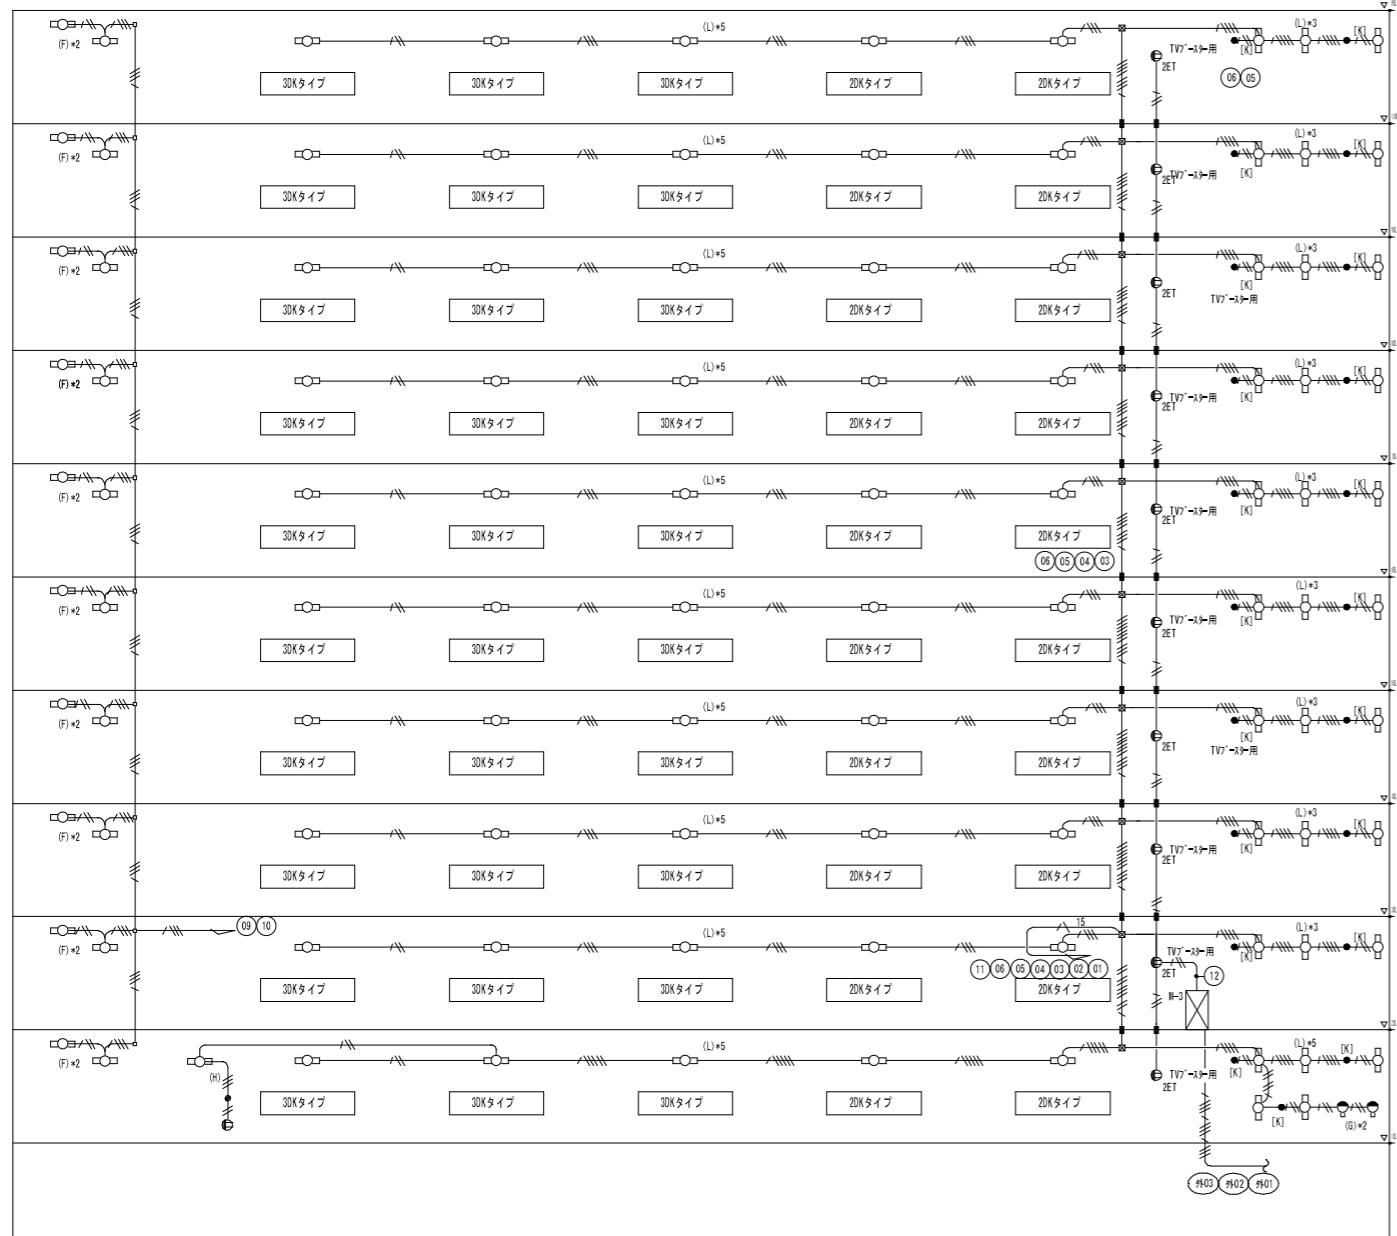 (F)*2 (L)*5 TVブースター用 2ET [K] (L)*3 [K]
3DKタイプ 3DKタイプ 3DKタイプ 2DKタイプ 2DKタイプ 06 05
(F)*2 (L)*5 TVブースター用 2ET [K] (L)*3 [K]
3DKタイプ 3DKタイプ 3DKタイプ 2DKタイプ 2DKタイプ
(F)*2 (L)*5 2ET [K] (L)*3 [K]
TVブースター用
3DKタイプ 3DKタイプ 3DKタイプ 2DKタイプ 2DKタイプ
(F)*2 (L)*5 TVブースター用 2ET [K] (L)*3 [K]
3DKタイプ 3DKタイプ 3DKタイプ 2DKタイプ 2DKタイプ
(F)*2 (L)*5 TVブースター用 2ET [K] (L)*3 [K]
3DKタイプ 3DKタイプ 3DKタイプ 2DKタイプ 2DKタイプ
06 05 04 03
(F)*2 (L)*5 TVブースター用 2ET [K] (L)*3 [K]
3DKタイプ 3DKタイプ 3DKタイプ 2DKタイプ 2DKタイプ
(F)*2 (L)*5 2ET [K] (L)*3 [K]
TVブースター用
3DKタイプ 3DKタイプ 3DKタイプ 2DKタイプ 2DKタイプ
(F)*2 (L)*5 TVブースター用 2ET [K] (L)*3 [K]
3DKタイプ 3DKタイプ 3DKタイプ 2DKタイプ 2DKタイプ
09 10 15
(F)*2 (L)*5 TVブースター用 2ET [K] (L)*3 [K]
11 06 05 04 03 02 01 12
3DKタイプ 3DKタイプ 3DKタイプ 2DKタイプ 2DKタイプ M-3
(F)*2 (H) (L)*5 TVブースター用 2ET [K] (L)*5 [K]
3DKタイプ 3DKタイプ 3DKタイプ 2DKタイプ 2DKタイプ
[K] (G)*2
外03 外02 外01